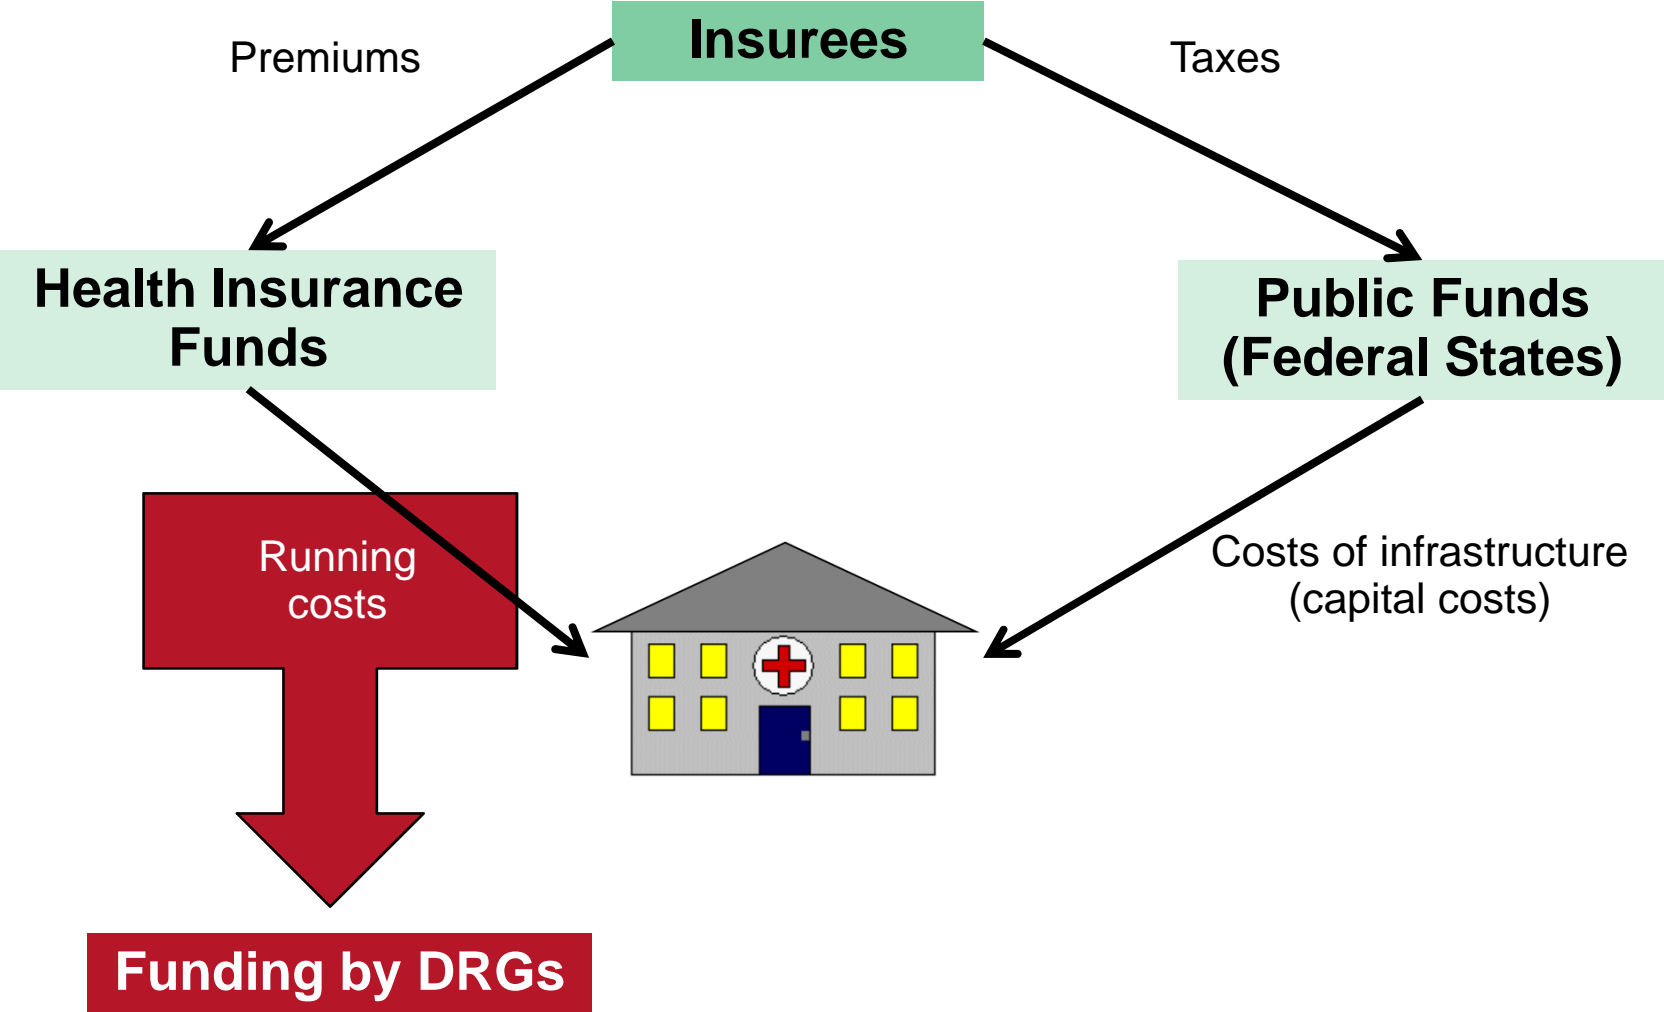 Premiums
Insurees
Taxes
Health Insurance
Funds
Public Funds
(Federal States)
Running
costs
Costs of infrastructure
(capital costs)
Funding by DRGs